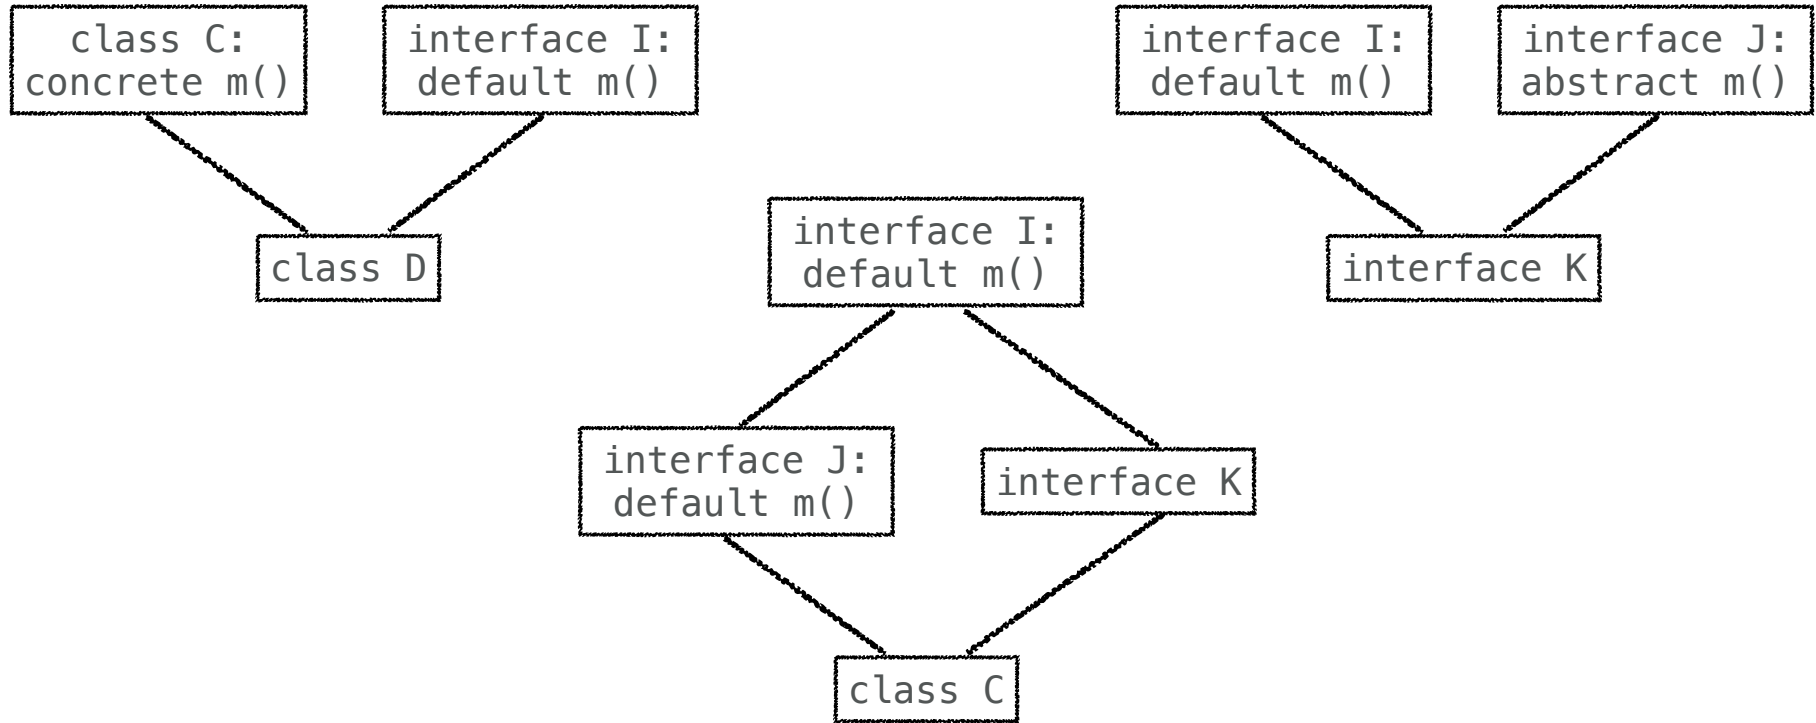 class C:
concrete m()
interface I:
default m()
class D
interface I:
default m()
interface J:
default m()
interface K
class C
interface I:
default m()
interface J:
abstract m()
interface K